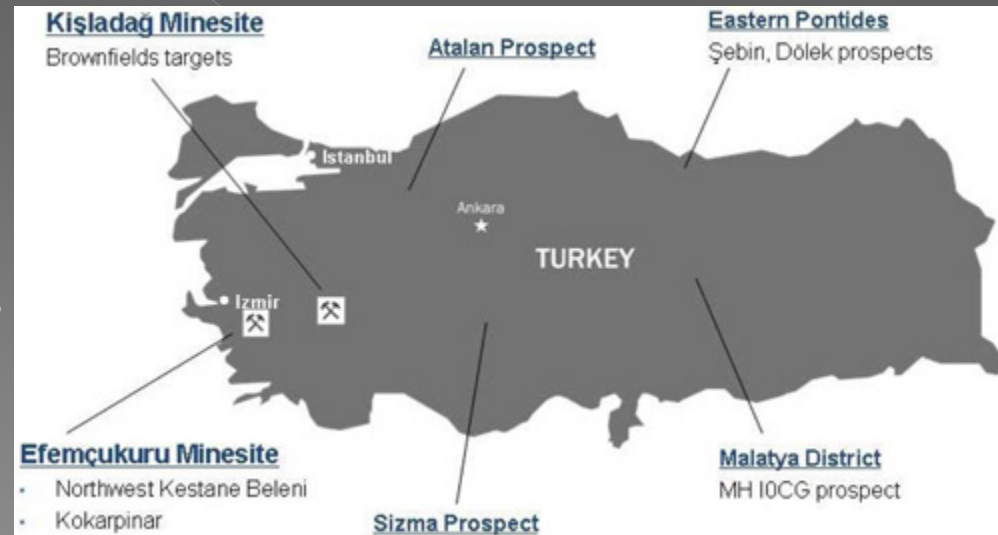 Kişladağ Minesite
Brownfields targets
Atalan Prospect
Eastern Pontides
Şebin, Dölek prospects
Istanbul
Ankara
TURKEY
Izmir
Efemçukuru Minesite
• Northwest Kestane Beleni
• Kokarpinar
Sizma Prospect
Malatya District
MH IOCG prospect